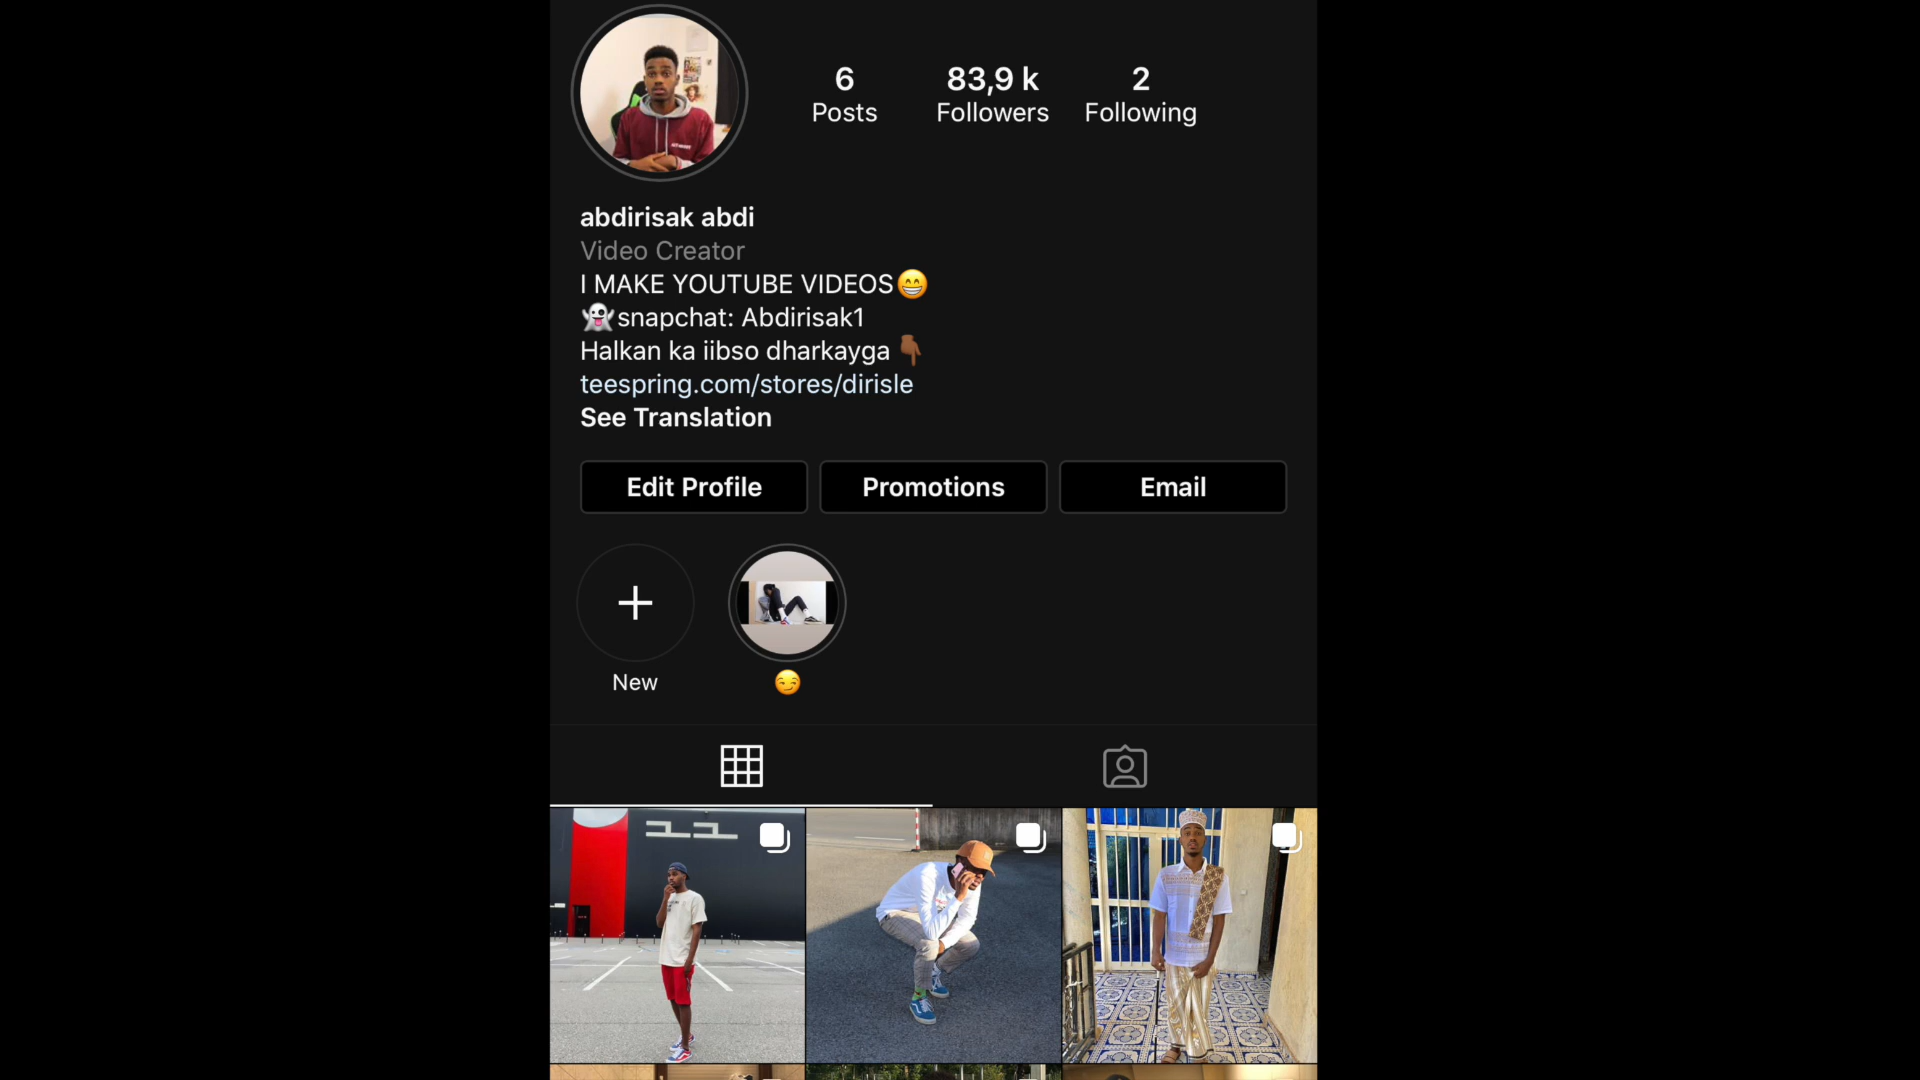 6
Posts
83,9 k
Followers
2
Following
abdirisak abdi
Video Creator
I MAKE YOUTUBE VIDEOS😁
👻snapchat: Abdirisak1
Halkan ka iibso dharkayga 👇🏾
teespring.com/stores/dirisle
See Translation
Edit Profile
Promotions
Email
New
😏